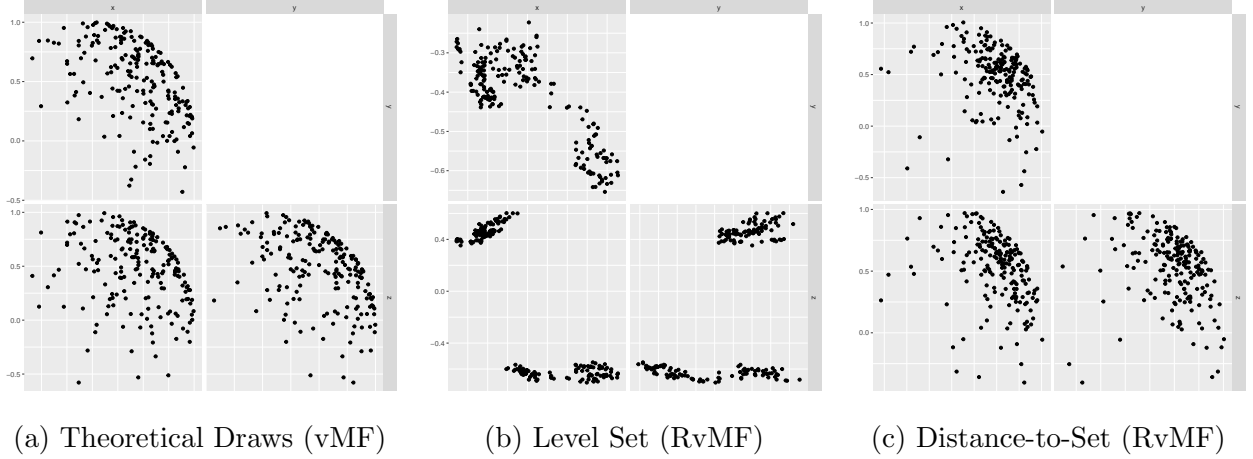 x
y
1.0
0.5
0.0
−0.5
y
1.0
0.5
0.0
−0.5
z
x
y
−0.3
−0.4
−0.5
−0.6
y
0.4
0.0
−0.4
z
x
y
1.0
0.5
0.0
−0.5
y
1.0
0.5
0.0
z
(a) Theoretical Draws (vMF)
(b) Level Set (RvMF)
(c) Distance-to-Set (RvMF)